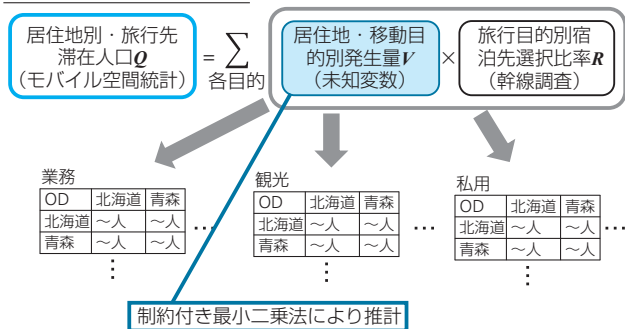 居住地別・旅行先
滞在人口Q
(モバイル空間統計)
=
∑
各目的
居住地・移動目
的別発生量V
(未知変数)
×
旅行目的別宿
泊先選択比率R
(幹線調査)
業務
OD 北海道 青森
北海道 〜人 〜人
青森 〜人 〜人
…
⋮
観光
OD 北海道 青森
北海道 〜人 〜人
青森 〜人 〜人
…
⋮
私用
OD 北海道 青森
北海道 〜人 〜人
青森 〜人 〜人
…
⋮
制約付き最小二乗法により推計